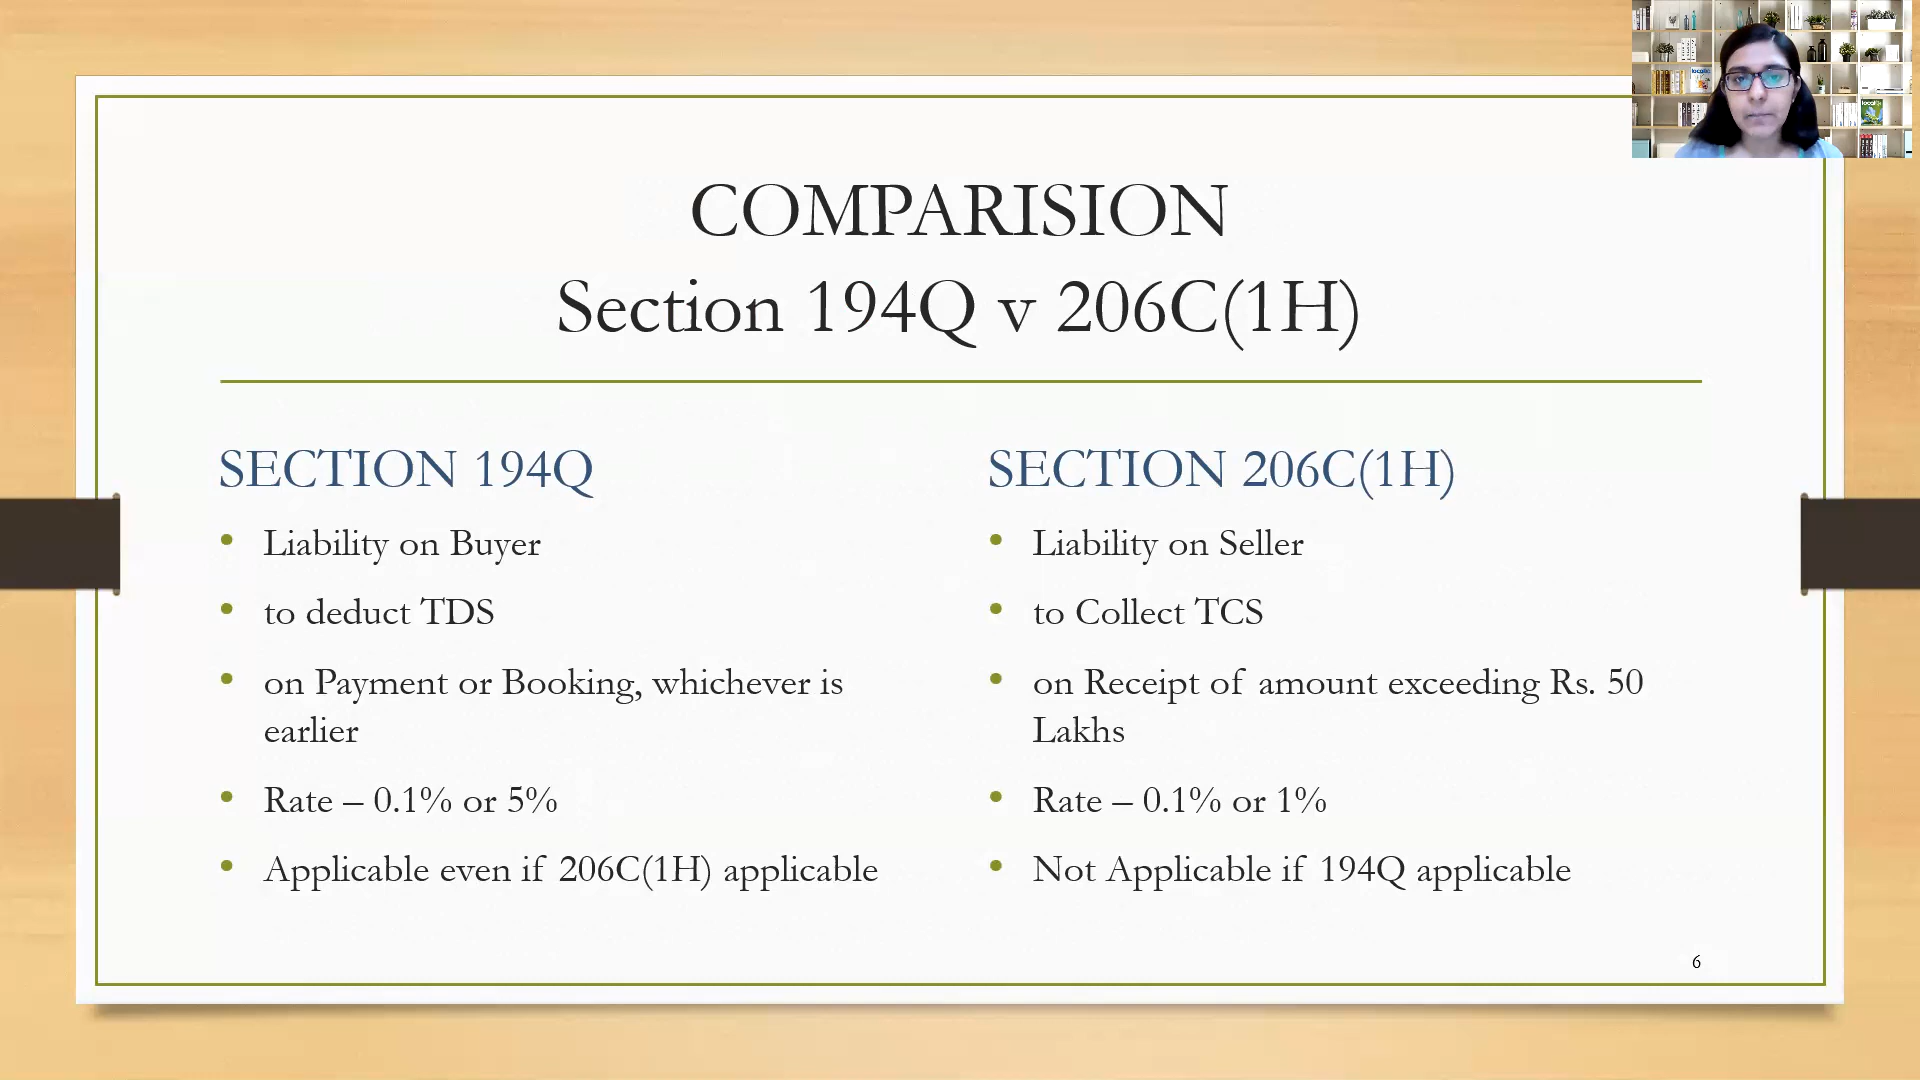 COMPARISION
Section 194Q v 206C(1H)
SECTION 194Q
• Liability on Buyer
• to deduct TDS
• on Payment or Booking, whichever is
earlier
• Rate – 0.1% or 5%
• Applicable even if 206C(1H) applicable
SECTION 206C(1H)
• Liability on Seller
• to Collect TCS
• on Receipt of amount exceeding Rs. 50
Lakhs
• Rate – 0.1% or 1%
• Not Applicable if 194Q applicable
6